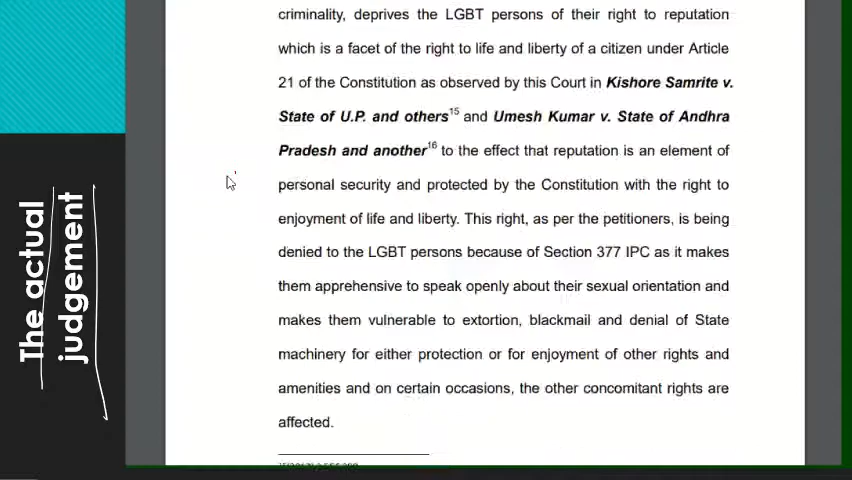 The actual
judgement
criminality, deprives the LGBT persons of their right to reputation
which is a facet of the right to life and liberty of a citizen under Article
21 of the Constitution as observed by this Court in Kishore Samrite v.
State of U.P. and others15 and Umesh Kumar v. State of Andhra
Pradesh and another16 to the effect that reputation is an element of
personal security and protected by the Constitution with the right to
enjoyment of life and liberty. This right, as per the petitioners, is being
denied to the LGBT persons because of Section 377 IPC as it makes
them apprehensive to speak openly about their sexual orientation and
makes them vulnerable to extortion, blackmail and denial of State
machinery for either protection or for enjoyment of other rights and
amenities and on certain occasions, the other concomitant rights are
affected.